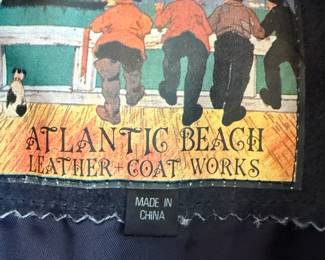 ATLANTIC BEACH
LEATHER + COAT WORKS
MADE IN
CHINA